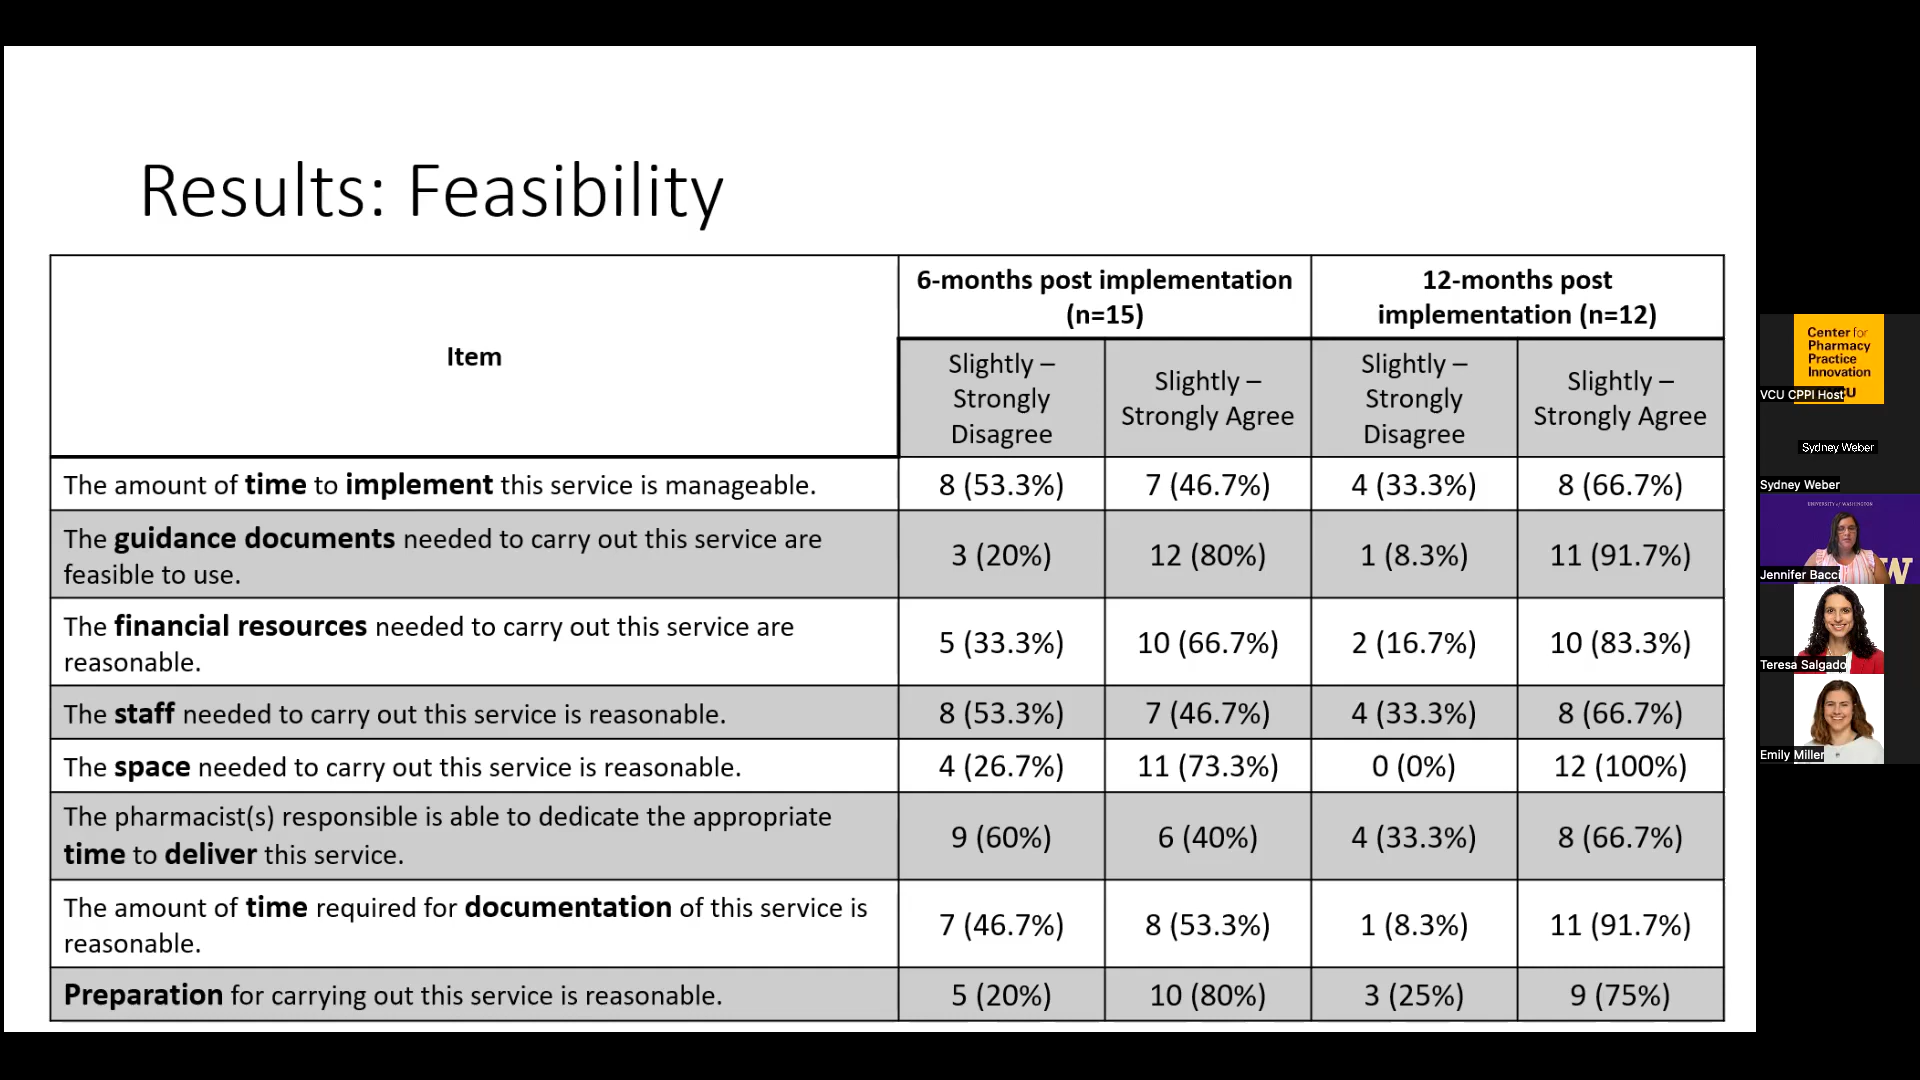 Results: Feasibility
Item
6-months post implementation
(n=15)
12-months post
implementation (n=12)
Slightly –
Strongly
Disagree
Slightly –
Strongly Agree
Slightly –
Strongly
Disagree
Slightly –
Strongly Agree
The amount of time to implement this service is manageable.
8 (53.3%)
7 (46.7%)
4 (33.3%)
8 (66.7%)
The guidance documents needed to carry out this service are
feasible to use.
3 (20%)
12 (80%)
1 (8.3%)
11 (91.7%)
The financial resources needed to carry out this service are
reasonable.
5 (33.3%)
10 (66.7%)
2 (16.7%)
10 (83.3%)
The staff needed to carry out this service is reasonable.
8 (53.3%)
7 (46.7%)
4 (33.3%)
8 (66.7%)
The space needed to carry out this service is reasonable.
4 (26.7%)
11 (73.3%)
0 (0%)
12 (100%)
The pharmacist(s) responsible is able to dedicate the appropriate
time to deliver this service.
9 (60%)
6 (40%)
4 (33.3%)
8 (66.7%)
The amount of time required for documentation of this service is
reasonable.
7 (46.7%)
8 (53.3%)
1 (8.3%)
11 (91.7%)
Preparation for carrying out this service is reasonable.
5 (20%)
10 (80%)
3 (25%)
9 (75%)
Center for
Pharmacy
Practice
Innovation
VCU CPPI Host
Sydney Weber
Sydney Weber
UNIVERSITY of WASHINGTON
W
Jennifer Bacci
Teresa Salgado
Emily Miller